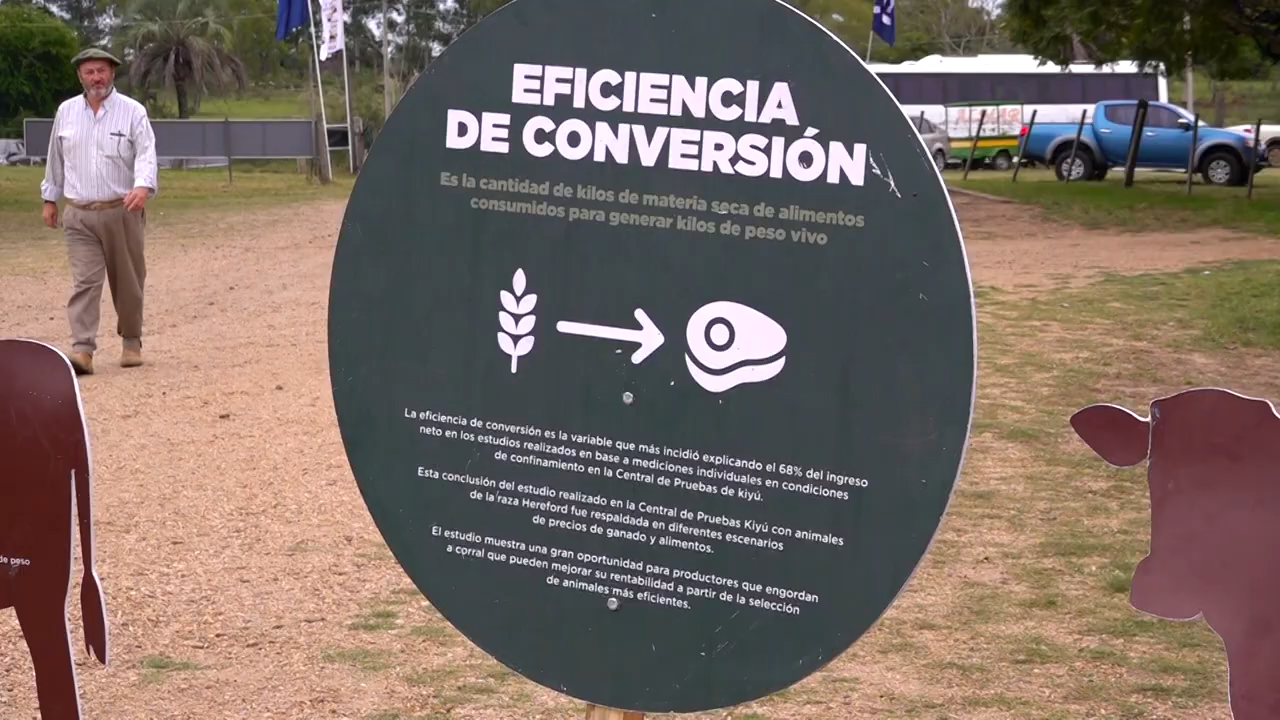 EFICIENCIA
DE CONVERSIÓN
Es la cantidad de kilos de materia seca de alimentos
consumidos para generar kilos de peso vivo
La eficiencia de conversión es la variable que más incidió explicando el 68% del ingreso
neto en los estudios realizados en base a mediciones individuales en condiciones
de confinamiento en la Central de Pruebas de kiyú.
Esta conclusión del estudio realizado en la Central de Pruebas Kiyú con animales
de la raza Hereford fue respaldada en diferentes escenarios
de precios de ganado y alimentos.
El estudio muestra una gran oportunidad para productores que engordan
a corral que pueden mejorar su rentabilidad a partir de la selección
de animales más eficientes.
de peso